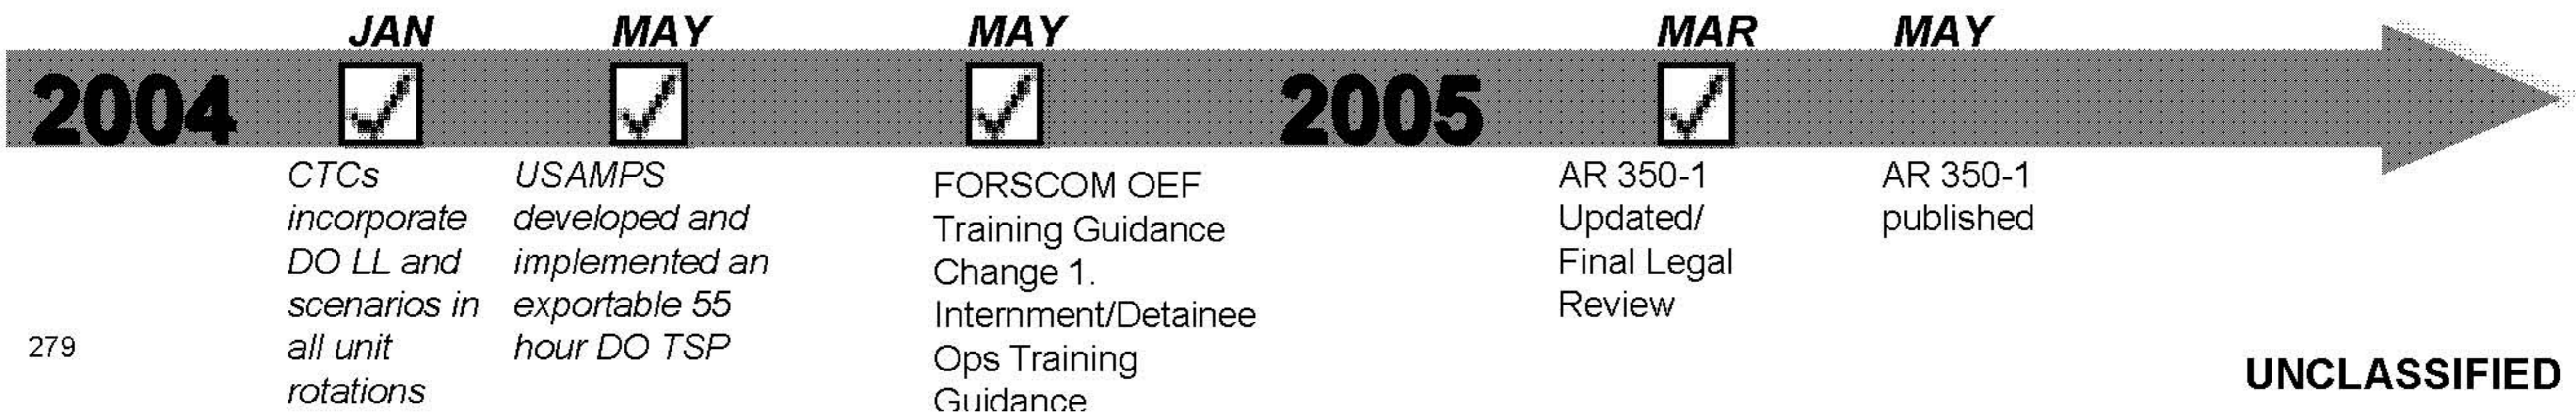 JAN MAY MAY MAR MAY
2004 2005
CTCs
incorporate
DO LL and
scenarios in
all unit
rotations
USAMPS
developed and
implemented an
exportable 55
hour DO TSP
FORSCOM OEF
Training Guidance
Change 1.
Internment/Detainee
Ops Training
Guidance
AR 350-1
Updated/
Final Legal
Review
AR 350-1
published
279
UNCLASSIFIED